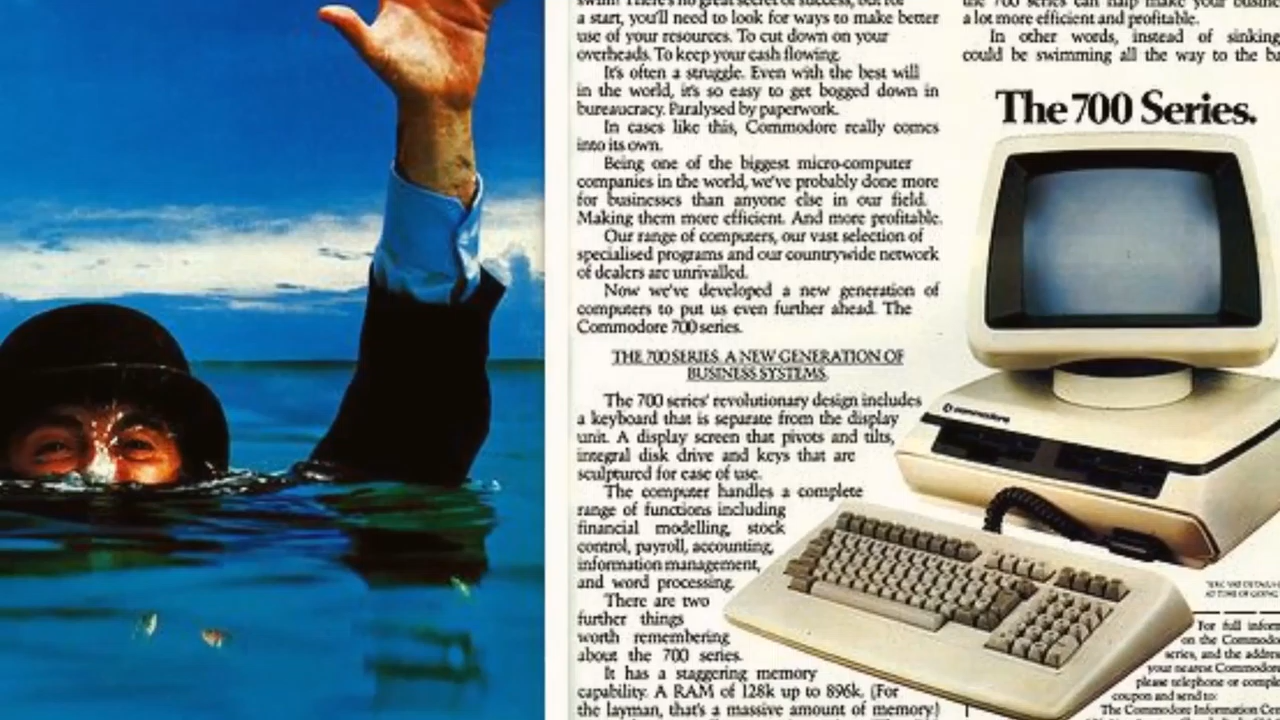 swim! There's no great secret of success, but for
a start, you'll need to look for ways to make better
use of your resources. To cut down on your
overheads. To keep your cash flowing.
It's often a struggle. Even with the best will
in the world, it's so easy to get bogged down in
bureaucracy. Paralysed by paperwork.
In cases like this, Commodore really comes
into its own.
Being one of the biggest micro-computer
companies in the world, we've probably done more
for businesses than anyone else in our field.
Making them more efficient. And more profitable.
Our range of computers, our vast selection of
specialised programs and our countrywide network
of dealers are unrivalled.
Now we've developed a new generation of
computers to put us even further ahead. The
Commodore 700 series.
THE 700 SERIES. A NEW GENERATION OF
BUSINESS SYSTEMS.
The 700 series' revolutionary design includes
a keyboard that is separate from the display
unit. A display screen that pivots and tilts,
integral disk drive and keys that are
sculptured for ease of use.
The computer handles a complete
range of functions including
financial modelling, stock
control, payroll, accounting,
information management,
and word processing.
There are two
further things
worth remembering
about the 700 series.
It has a staggering memory
capability. A RAM of 128k up to 896k. (For
the layman, that's a massive amount of memory.)
the 700 series can help make your
a lot more efficient and profitable.
In other words, instead of sinking
could be swimming all the way to the
The 700 Series.
commodore
For full
on the
series, and the
your nearest
please telephone or
coupon and send to:
The Commodore Information